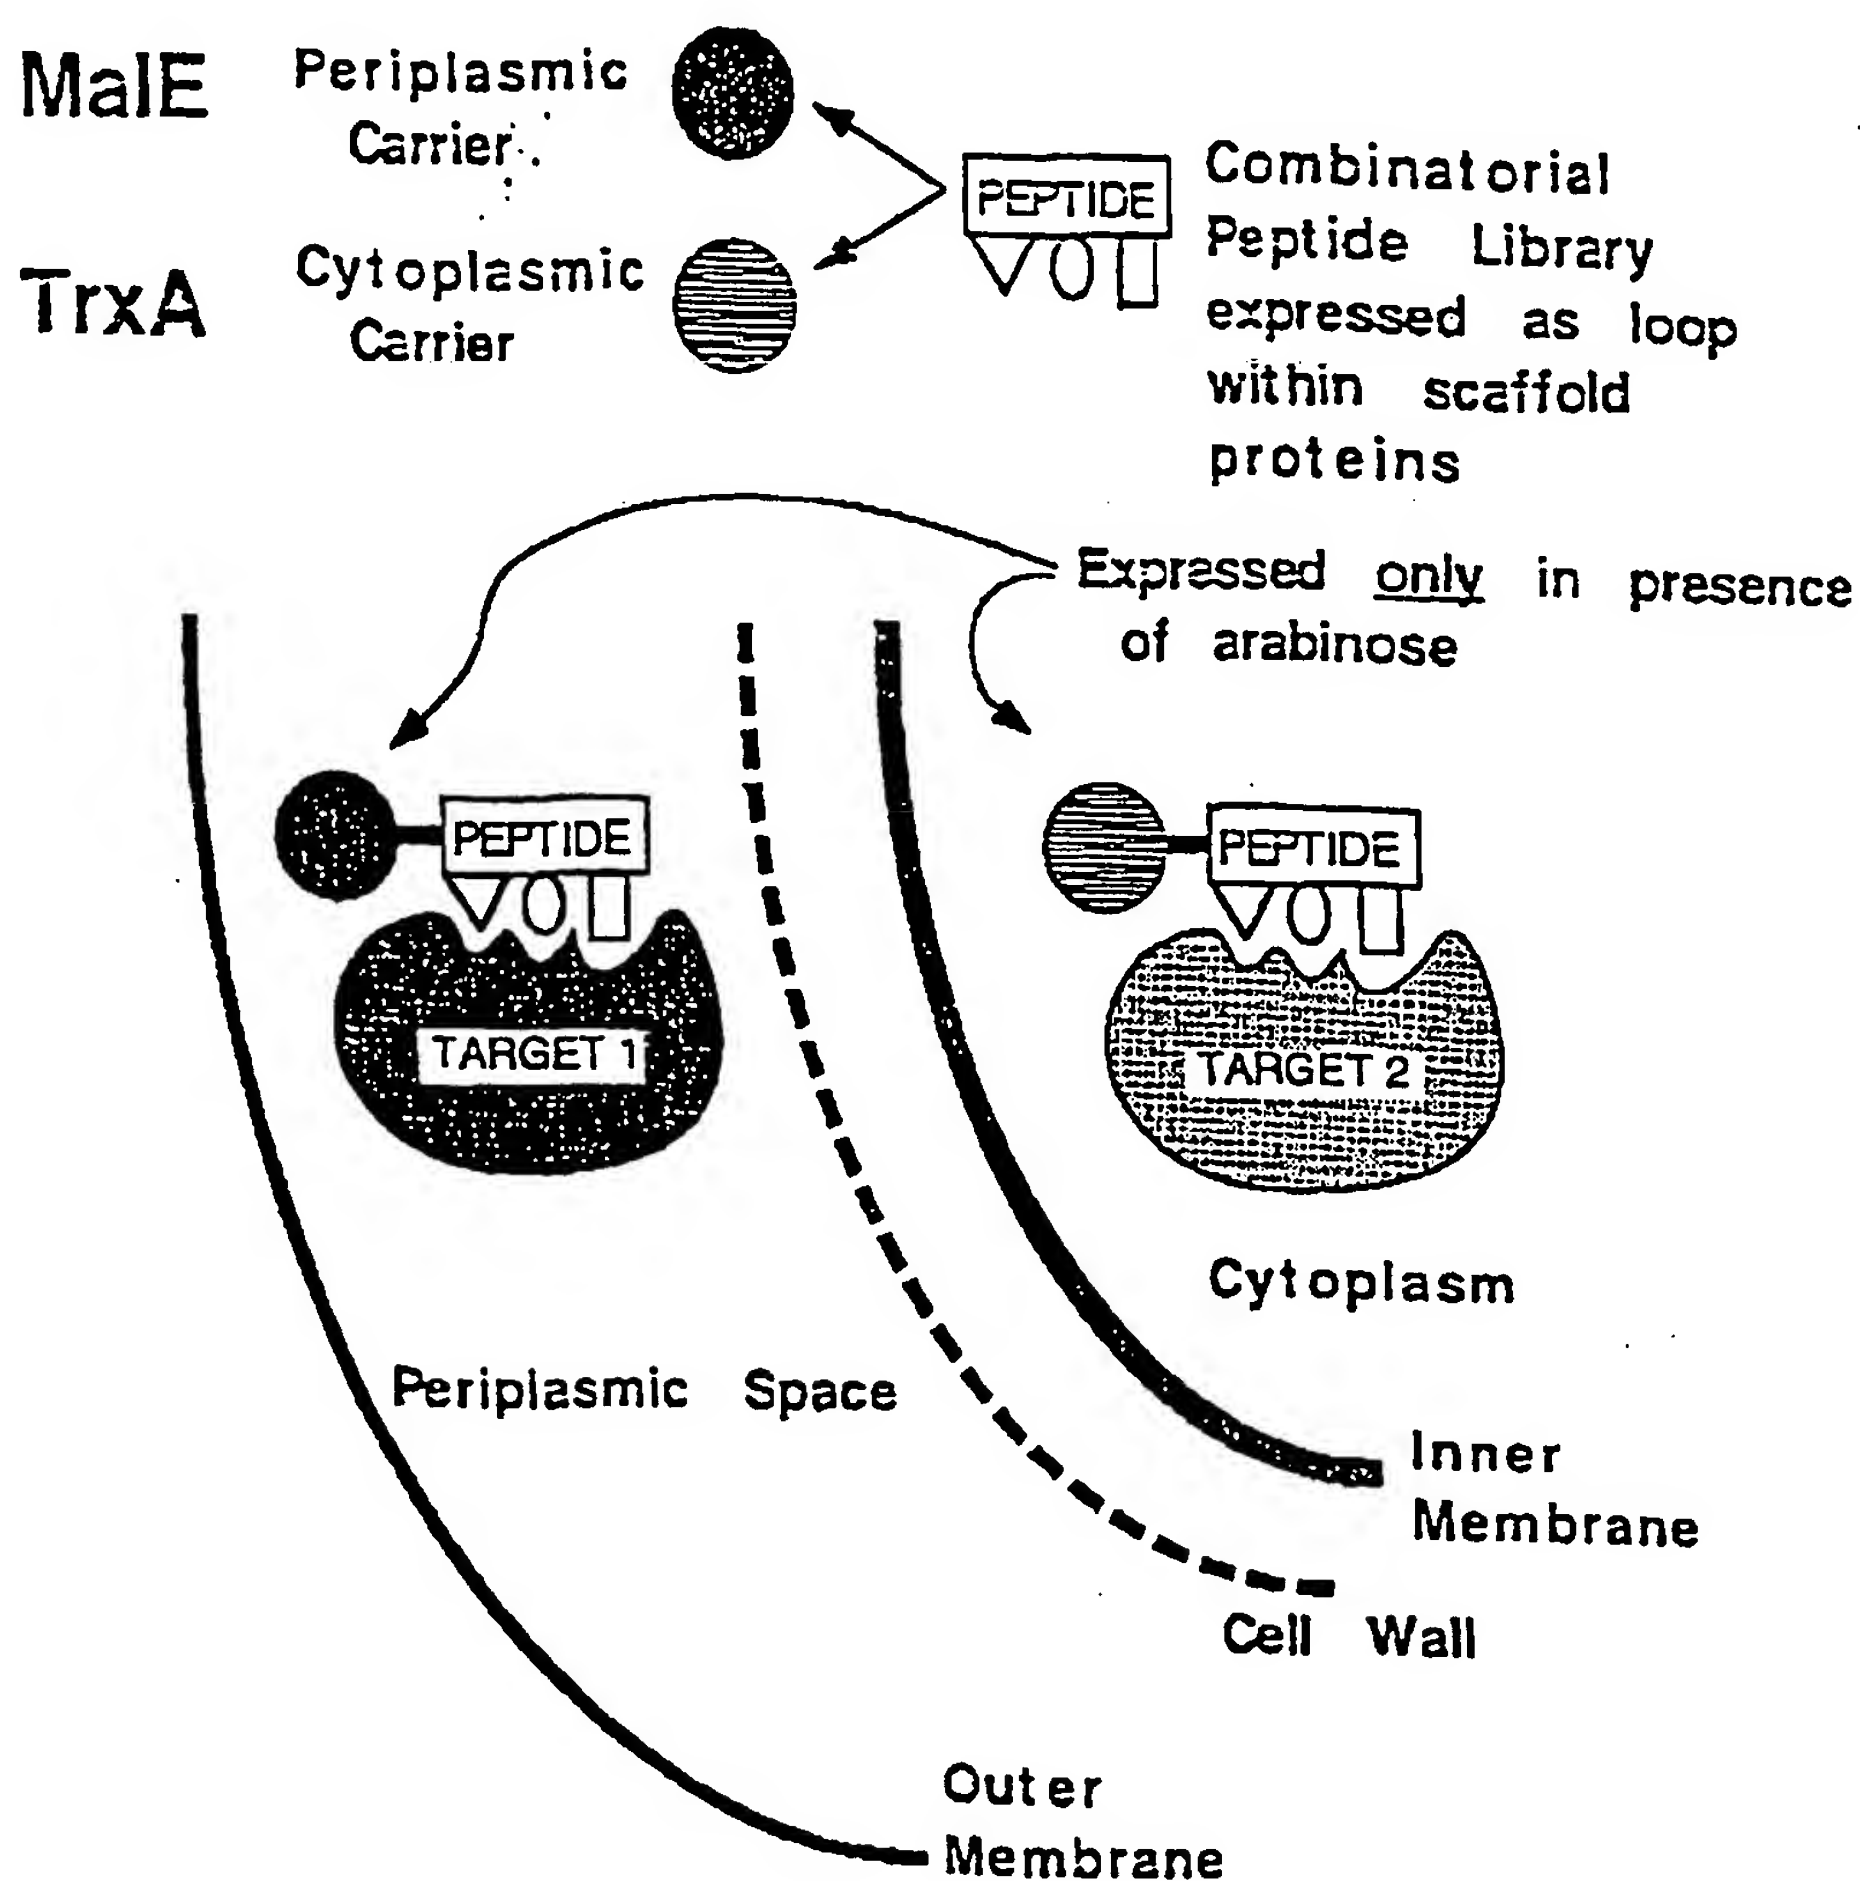 MalE
Periplasmic
Carrier
PEPTIDE
Combinatorial
Peptide Library
expressed as loop
within scaffold
proteins
TrxA
Cytoplasmic
Carrier
Expressed only in presence
of arabinose
PEPTIDE
TARGET 1
PEPTIDE
TARGET 2
Cytoplasm
Periplasmic Space
Inner
Membrane
Cell Wall
Outer
Membrane